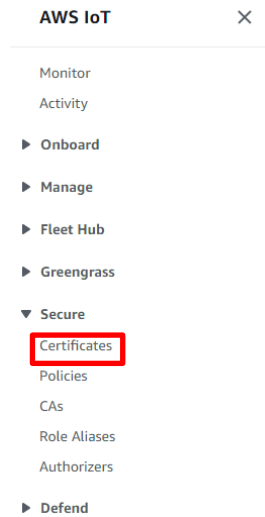 AWS IoT
Monitor
Activity
Onboard
Manage
Fleet Hub
Greengrass
Secure
Certificates
Policies
CAs
Role Aliases
Authorizers
Defend